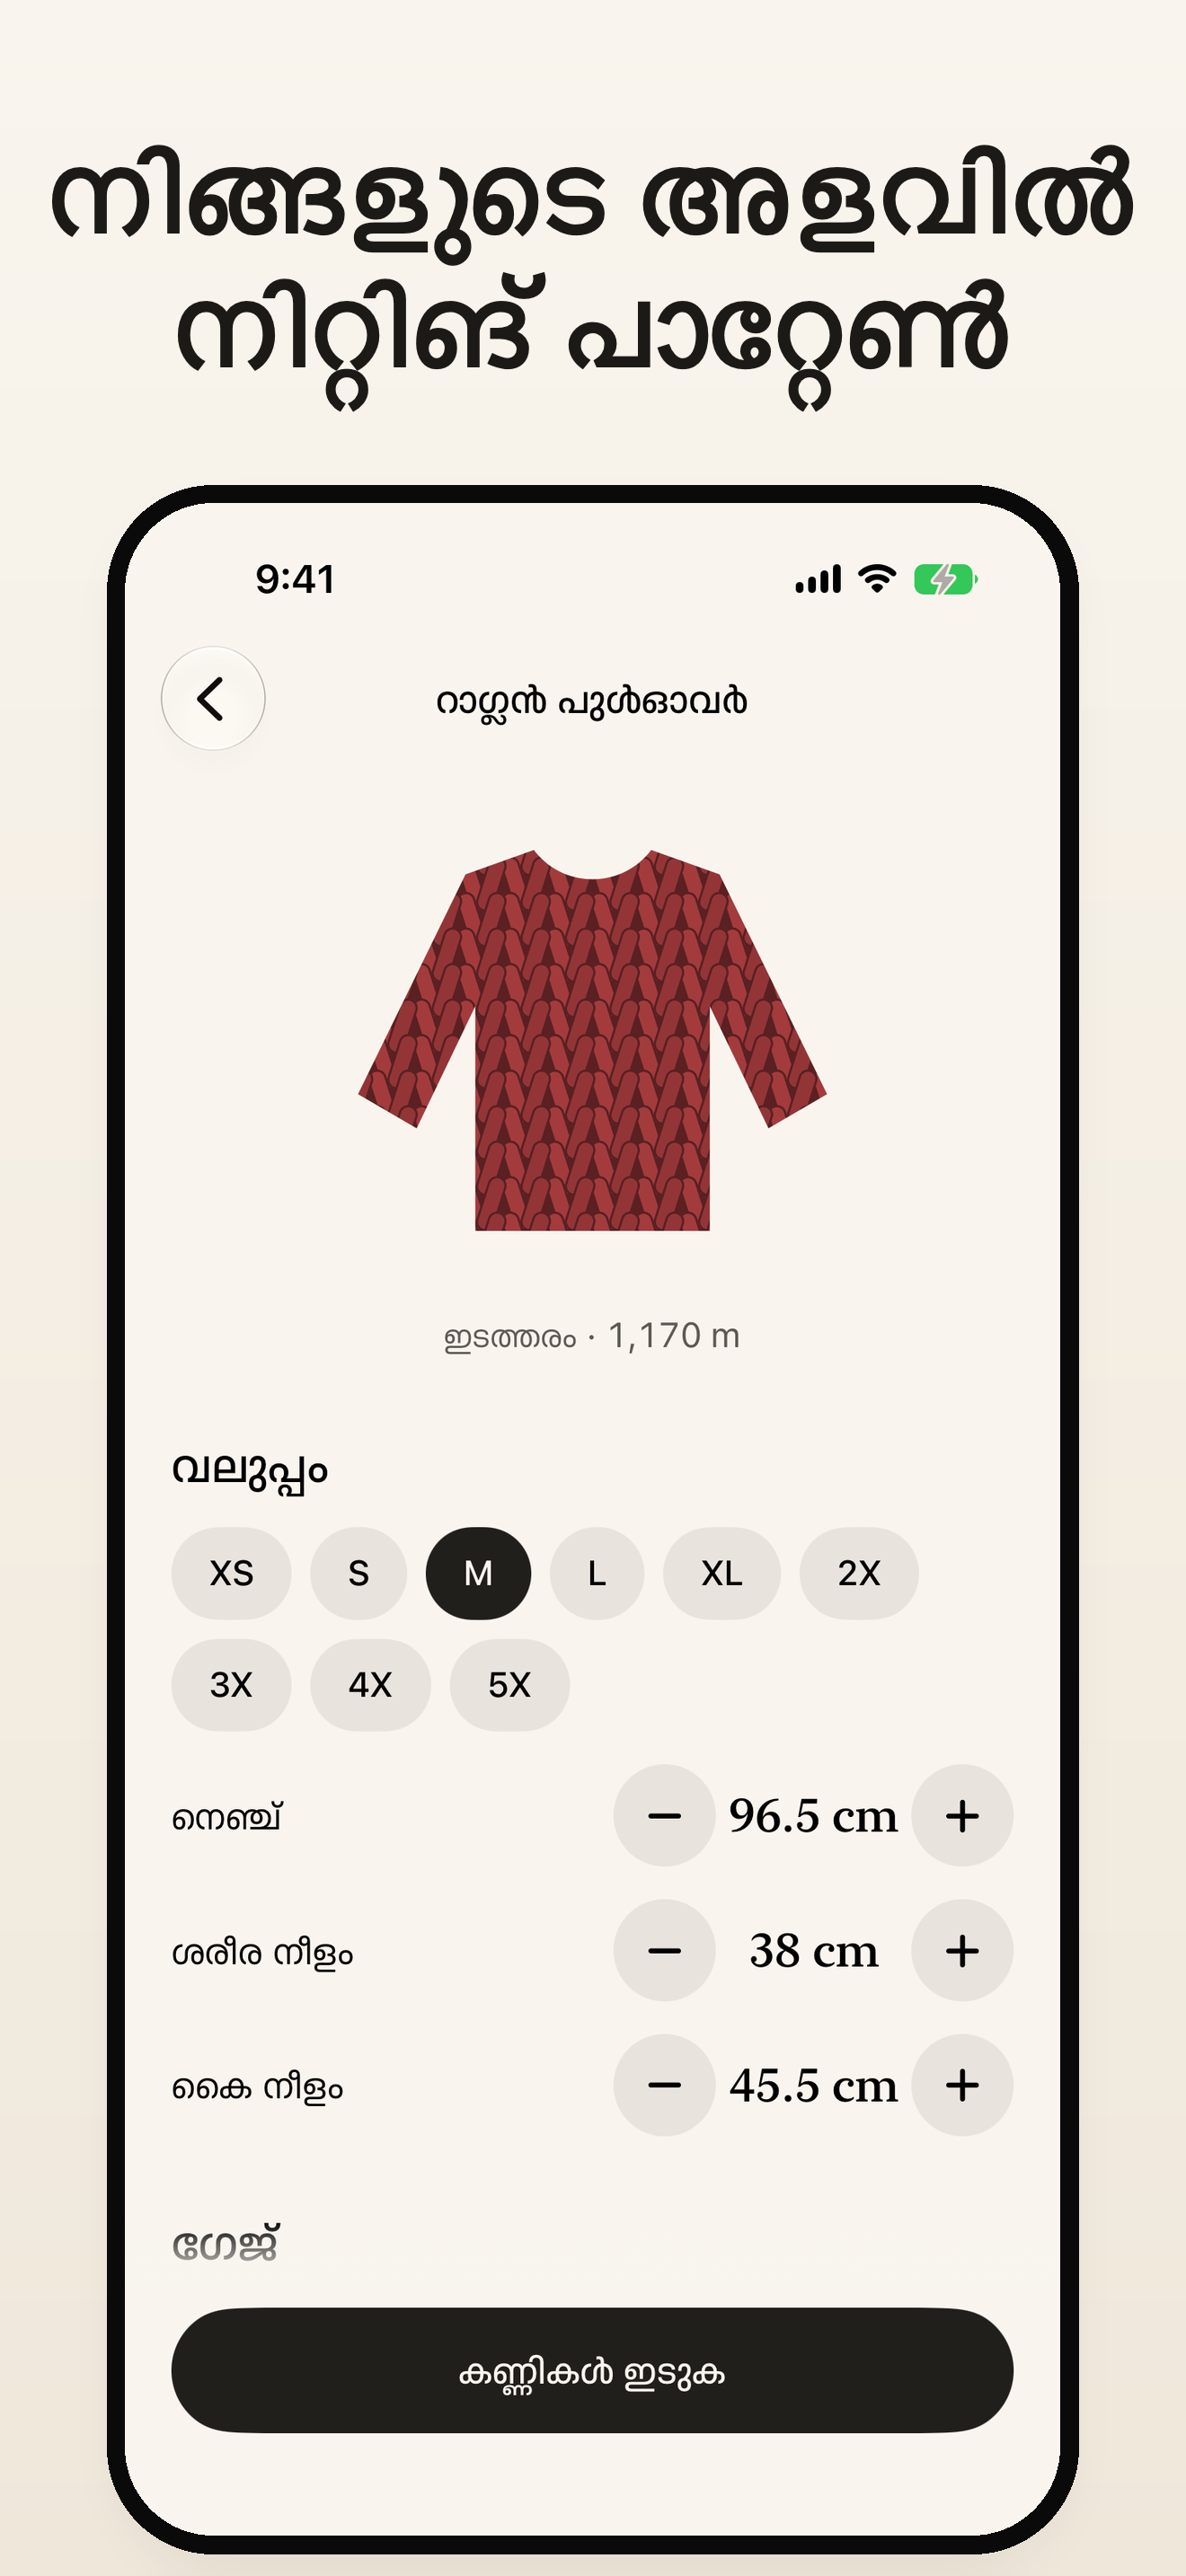 നിങ്ങളുടെ അളവിൽ
നിറ്റിങ് പാറ്റേൺ
9:41
റാഗ്ലൻ പുൾഓവർ
ഇടത്തരം · 1,170 m
വലുപ്പം
XS S M L XL 2X
3X 4X 5X
നെഞ്ച് 96.5 cm
ശരീര നീളം 38 cm
കൈ നീളം 45.5 cm
ഗേജ്
കണ്ണികൾ ഇടുക